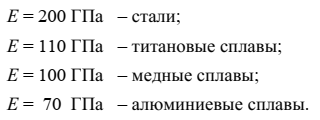 E = 200 ГПа – стали;
E = 110 ГПа – титановые сплавы;
E = 100 ГПа – медные сплавы;
E = 70 ГПа – алюминиевые сплавы.